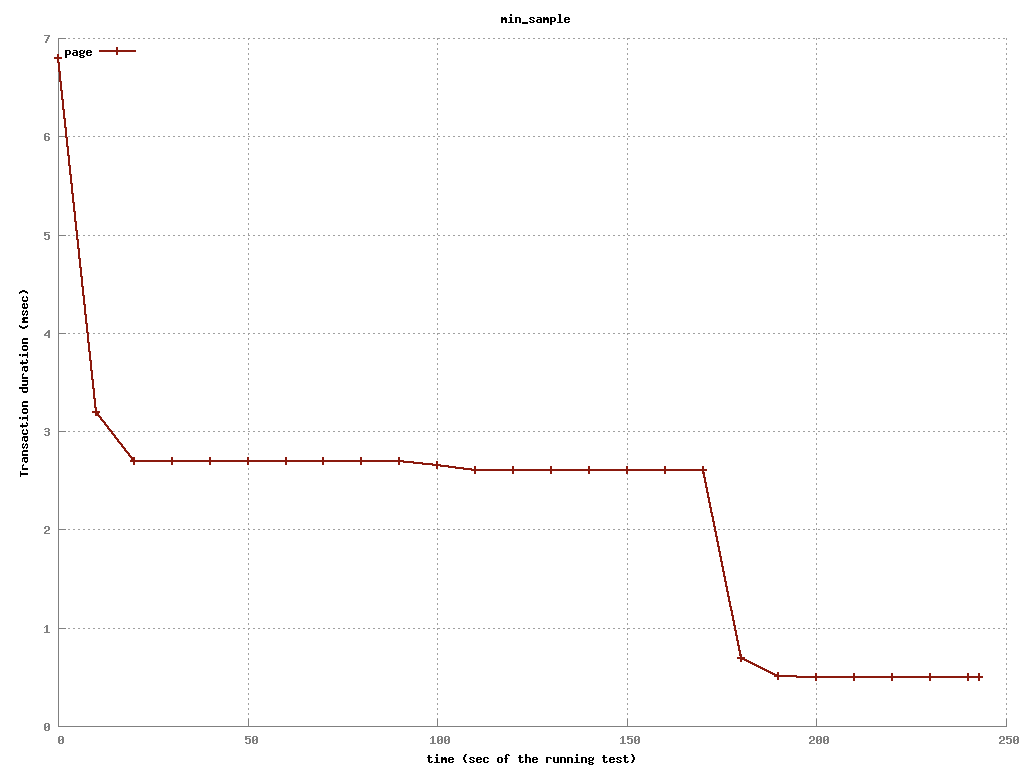 min_sample
7
page
6
5
4
3
2
1
0
Transaction duration (msec)
0 50 100 150 200 250
time (sec of the running test)